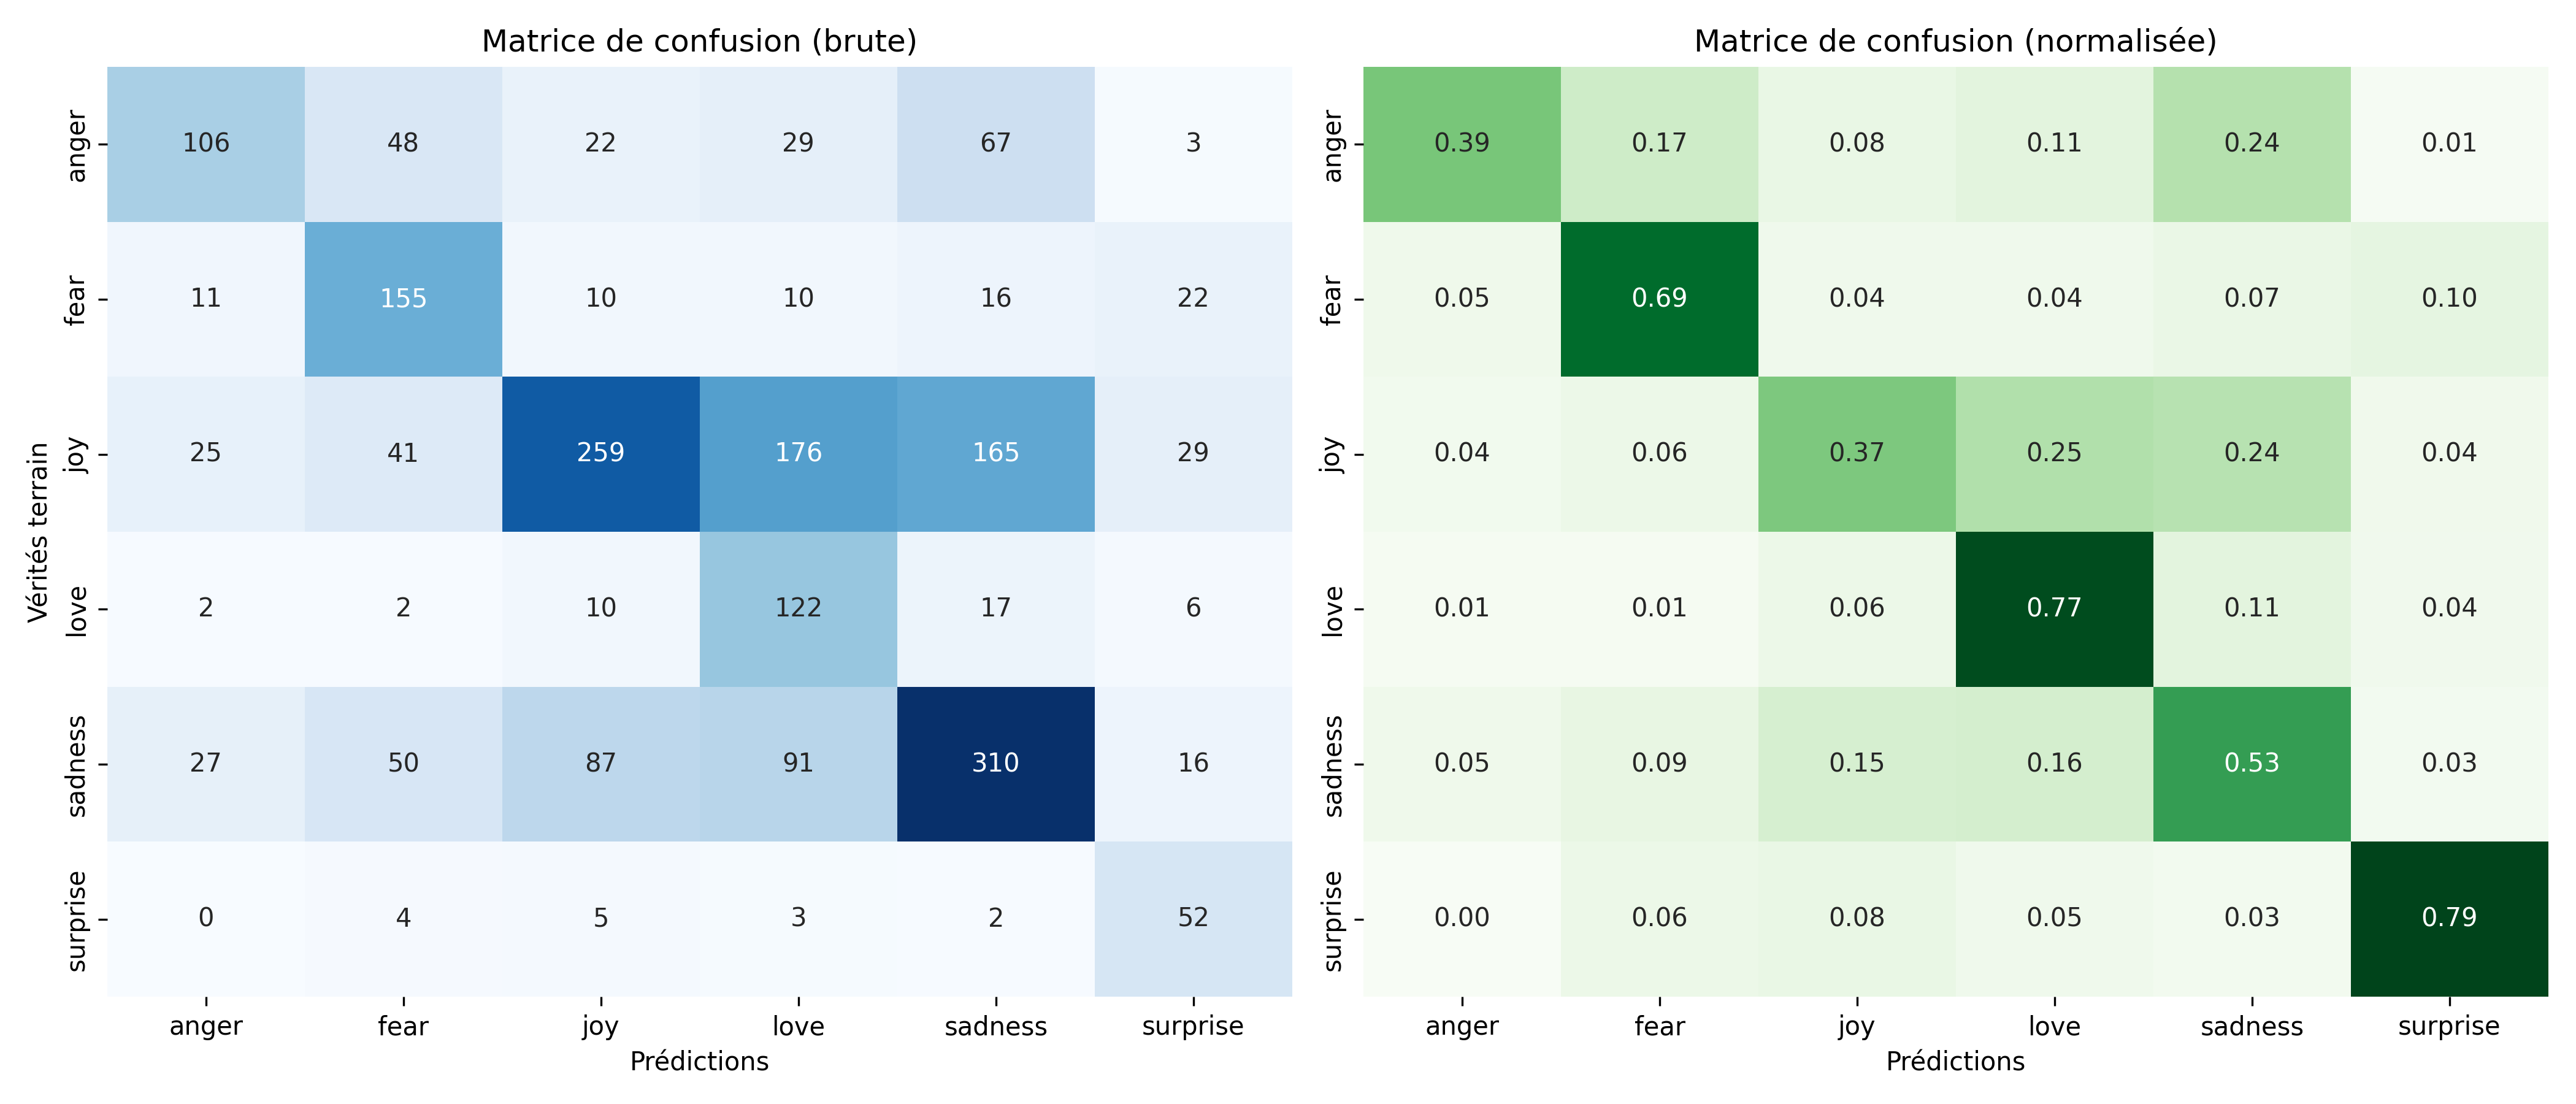 Matrice de confusion (brute)
Vérités terrain
anger 106 48 22 29 67 3
fear 11 155 10 10 16 22
joy 25 41 259 176 165 29
love 2 2 10 122 17 6
sadness 27 50 87 91 310 16
surprise 0 4 5 3 2 52
anger fear joy love sadness surprise
Prédictions
Matrice de confusion (normalisée)
anger 0.39 0.17 0.08 0.11 0.24 0.01
fear 0.05 0.69 0.04 0.04 0.07 0.10
joy 0.04 0.06 0.37 0.25 0.24 0.04
love 0.01 0.01 0.06 0.77 0.11 0.04
sadness 0.05 0.09 0.15 0.16 0.53 0.03
surprise 0.00 0.06 0.08 0.05 0.03 0.79
anger fear joy love sadness surprise
Prédictions